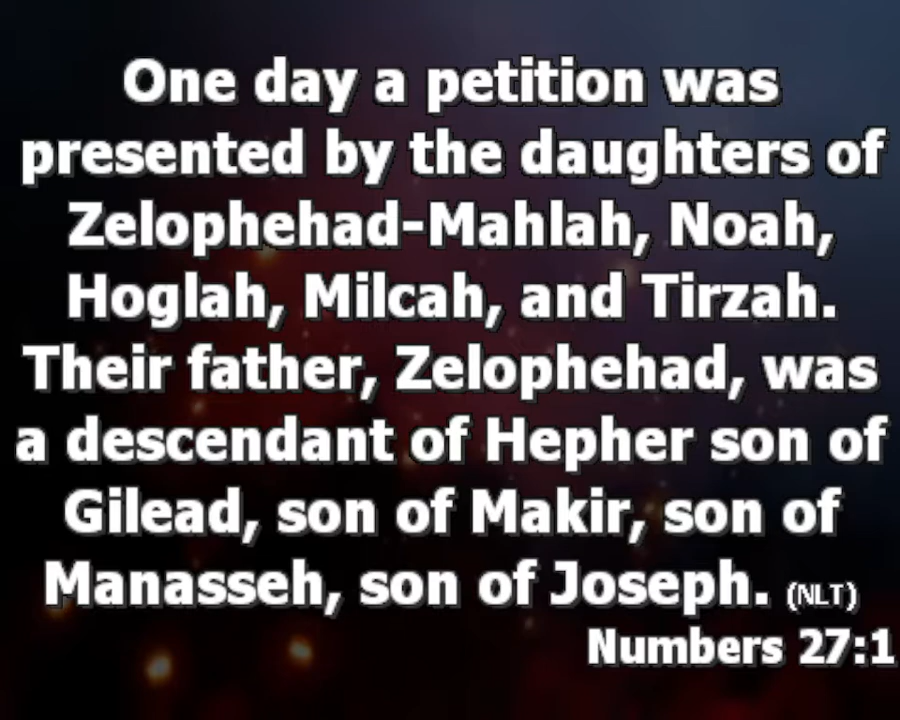 One day a petition was
presented by the daughters of
Zelophehad-Mahlah, Noah,
Hoglah, Milcah, and Tirzah.
Their father, Zelophehad, was
a descendant of Hepher son of
Gilead, son of Makir, son of
Manasseh, son of Joseph. (NLT)
Numbers 27:1